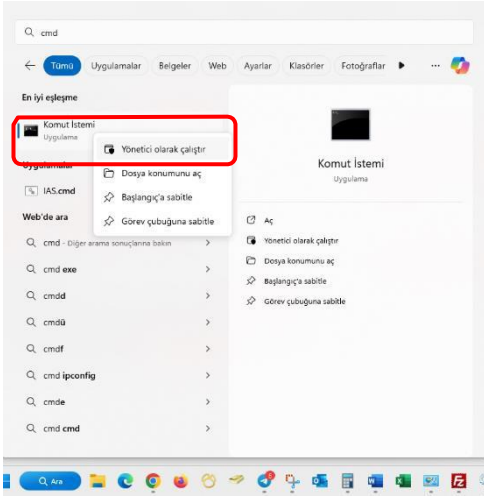 cmd
Tümü Uygulamalar Belgeler Web Ayarlar Klasörler Fotoğraflar
En iyi eşleşme
Komut İstemi
Uygulama
Yönetici olarak çalıştır
Dosya konumunu aç
Başlangıç'a sabitle
Görev çubuğuna sabitle
Uygulamalar
IAS.cmd
Web'de ara
cmd - Diğer arama sonuçlarına bakın
cmd exe
cmdd
cmdü
cmdf
cmd ipconfig
cmde
cmd cmd
Komut İstemi
Uygulama
Aç
Yönetici olarak çalıştır
Dosya konumunu aç
Başlangıç'a sabitle
Görev çubuğuna sabitle
Ara